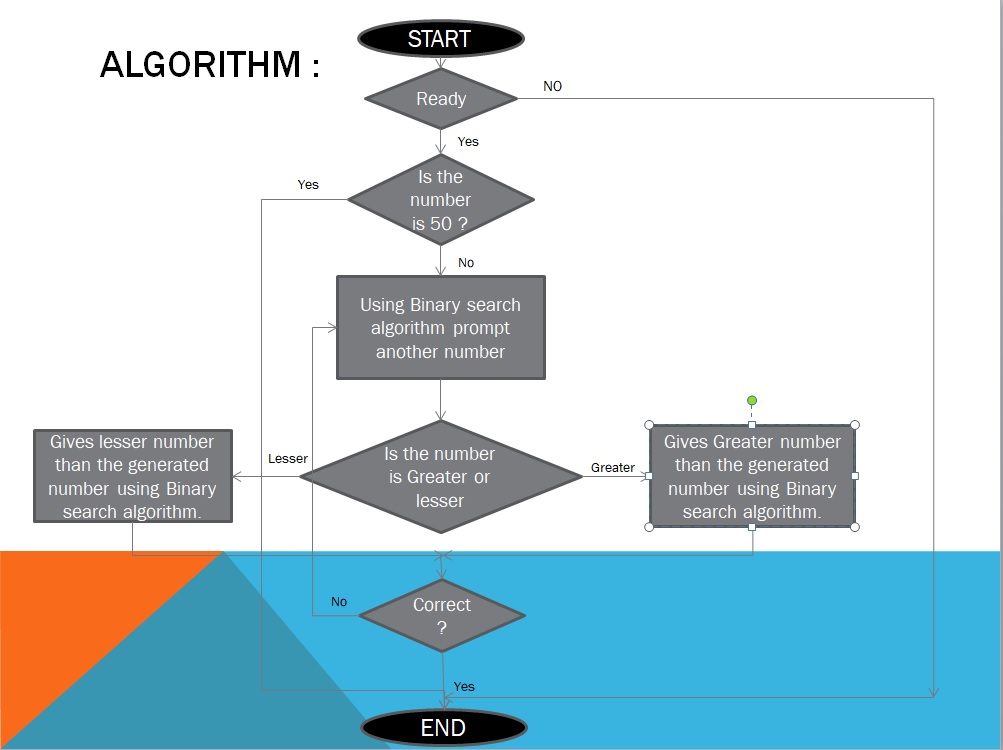 START
ALGORITHM :
Ready
NO
Yes
Is the
number
is 50 ?
Yes
No
Using Binary search
algorithm prompt
another number
Is the number
is Greater or
lesser
Lesser
Greater
Gives lesser number
than the generated
number using Binary
search algorithm.
Gives Greater number
than the generated
number using Binary
search algorithm.
Correct
?
No
Yes
END